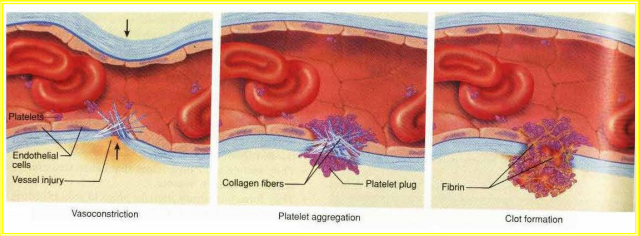 Platelets
Endothelial
cells
Vessel injury
Vasoconstriction
Collagen fibers
Platelet plug
Platelet aggregation
Fibrin
Clot formation